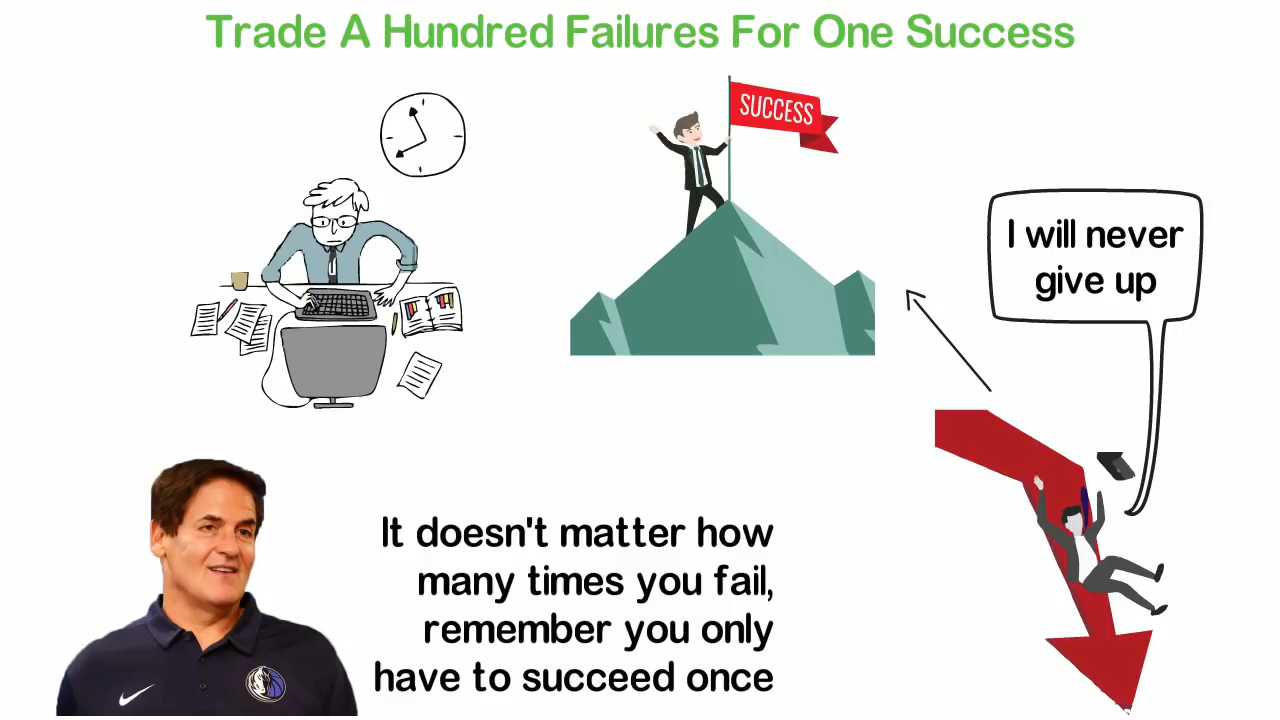 Trade A Hundred Failures For One Success
SUCCESS
I will never
give up
It doesn't matter how
many times you fail,
remember you only
have to succeed once